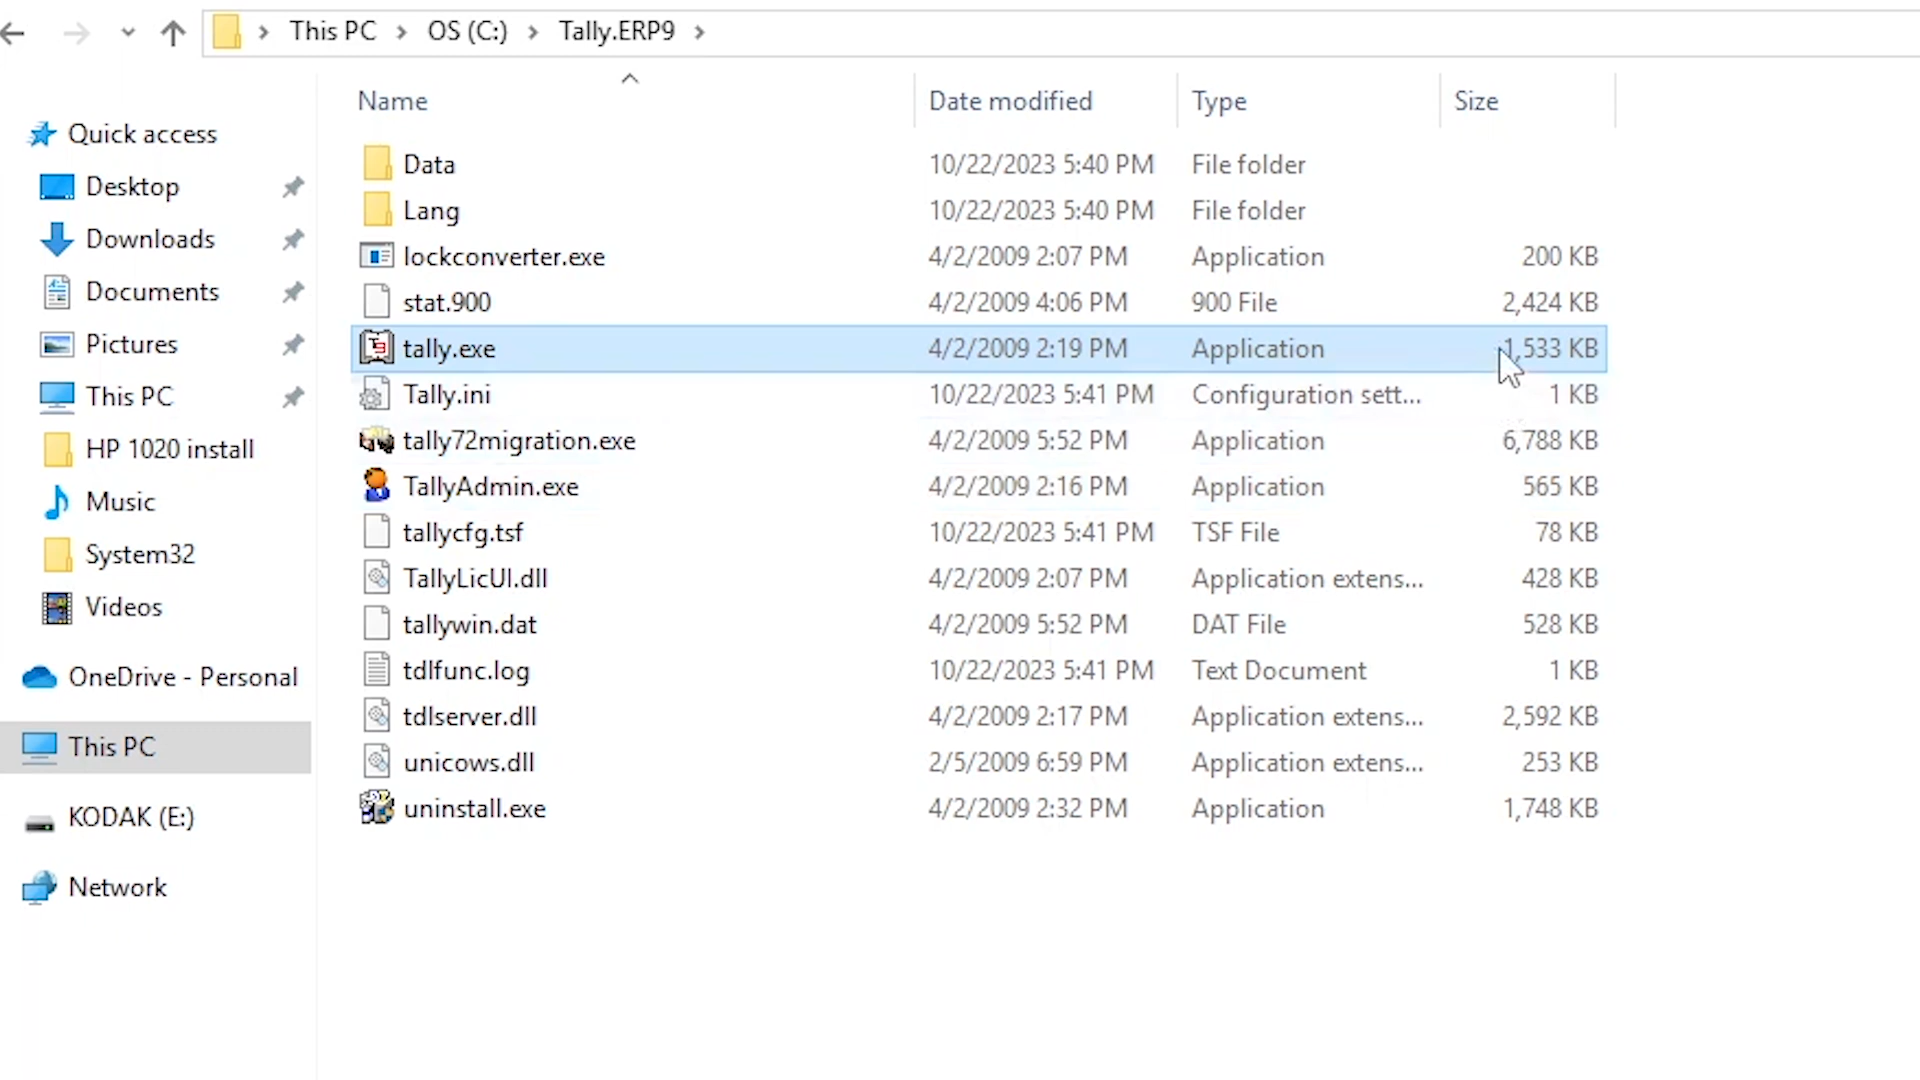 This PC > OS (C:) > Tally.ERP9 >
Name Date modified Type Size
Quick access
Desktop
Downloads
Documents
Pictures
This PC
HP 1020 install
Music
System32
Videos
OneDrive - Personal
This PC
KODAK (E:)
Network
Data 10/22/2023 5:40 PM File folder
Lang 10/22/2023 5:40 PM File folder
lockconverter.exe 4/2/2009 2:07 PM Application 200 KB
stat.900 4/2/2009 4:06 PM 900 File 2,424 KB
tally.exe 4/2/2009 2:19 PM Application 1,533 KB
Tally.ini 10/22/2023 5:41 PM Configuration sett... 1 KB
tally72migration.exe 4/2/2009 5:52 PM Application 6,788 KB
TallyAdmin.exe 4/2/2009 2:16 PM Application 565 KB
tallycfg.tsf 10/22/2023 5:41 PM TSF File 78 KB
TallyLicUI.dll 4/2/2009 2:07 PM Application extens... 428 KB
tallywin.dat 4/2/2009 5:52 PM DAT File 528 KB
tdlfunc.log 10/22/2023 5:41 PM Text Document 1 KB
tdlserver.dll 4/2/2009 2:17 PM Application extens... 2,592 KB
unicows.dll 2/5/2009 6:59 PM Application extens... 253 KB
uninstall.exe 4/2/2009 2:32 PM Application 1,748 KB